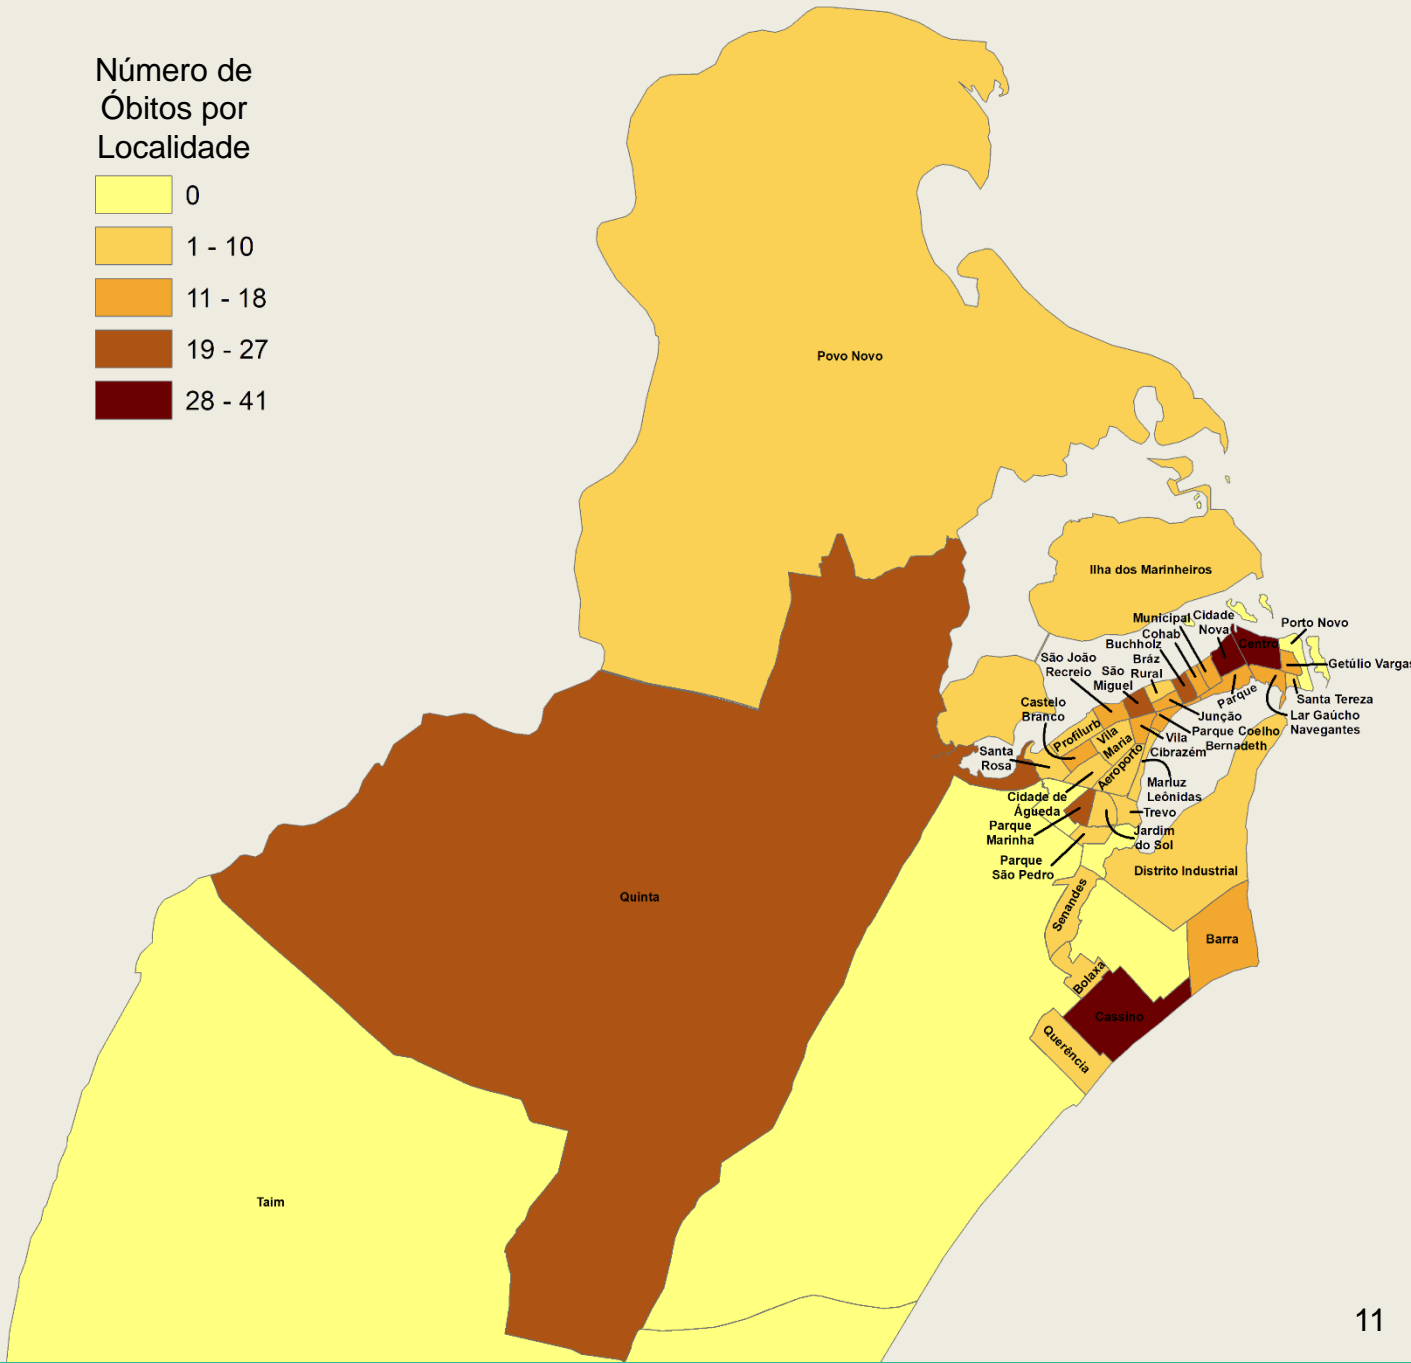 Número de
Óbitos por
Localidade
0
1 - 10
11 - 18
19 - 27
28 - 41
Povo Novo
Ilha dos Marinheiros
Municipal
Cidade
Nova
Centro
Porto Novo
Cohab
Buchholz
Bráz
Rural
São João
Recreio
São
Miguel
Getúlio Vargas
Santa Tereza
Parque
Lar Gaúcho
Navegantes
Castelo
Branco
Junção
Parque Coelho
Bernadeth
Profilurb
Vila
Maria
Vila
Cibrazém
Santa
Rosa
Aeroporto
Marluz
Leônidas
Cidade de
Águeda
Trevo
Parque
Marinha
Jardim
do Sol
Parque
São Pedro
Distrito Industrial
Quinta
Senandes
Barra
Bolaxa
Cassino
Querência
Taim
11